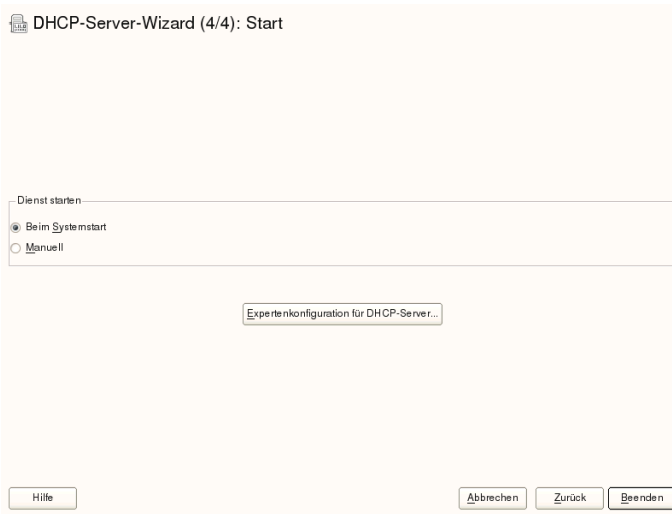 DHCP-Server-Wizard (4/4): Start
Dienst starten
Beim Systemstart
Manuell
Expertenkonfiguration für DHCP-Server...
Hilfe
Abbrechen
Zurück
Beenden